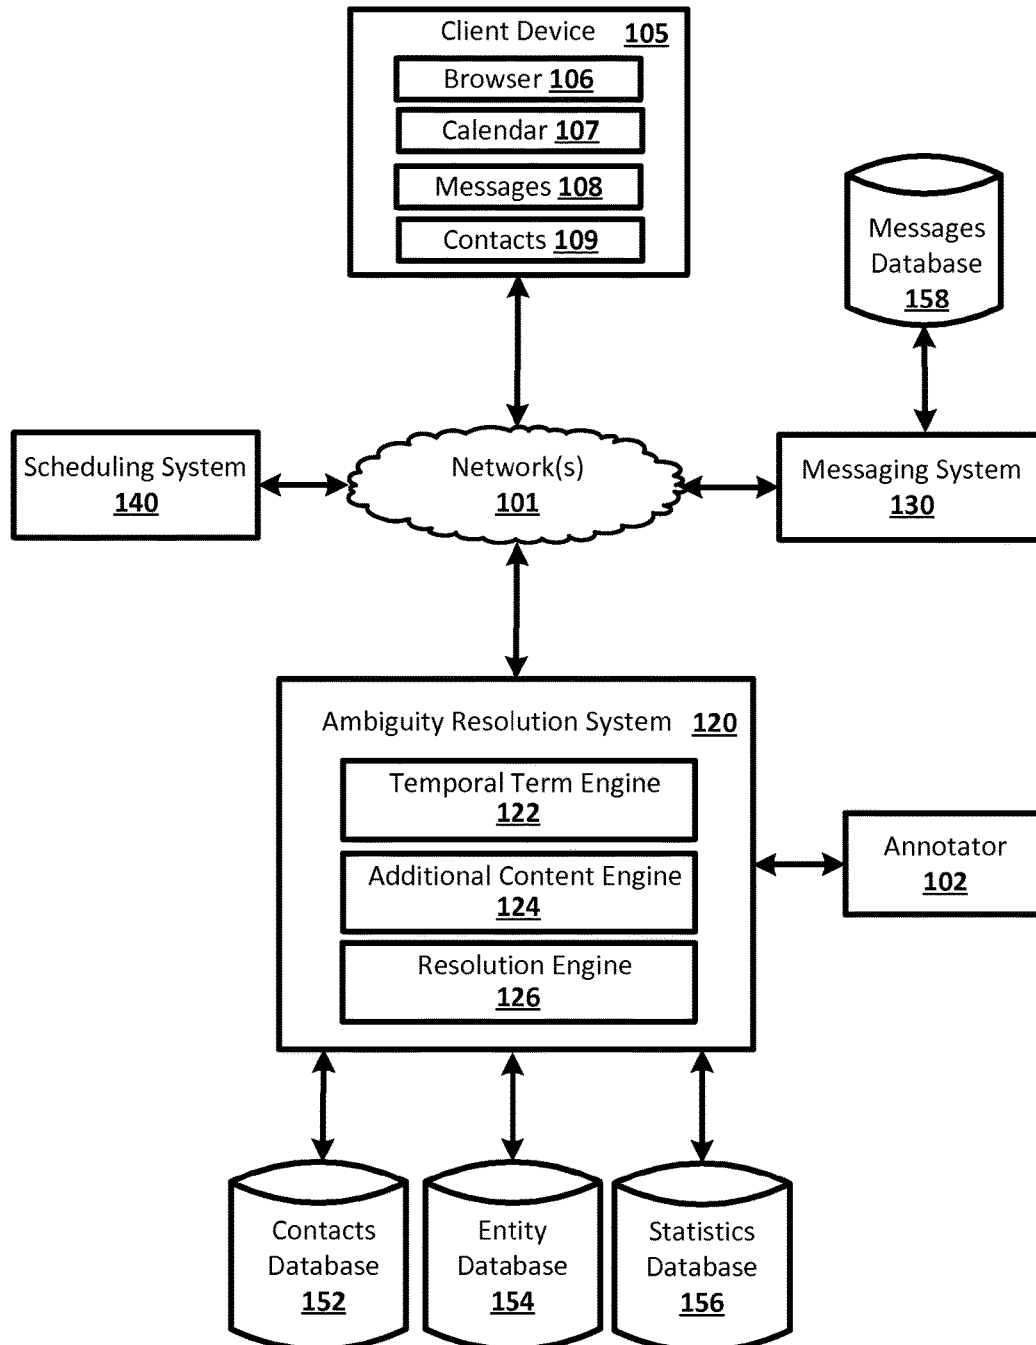 Client Device 105
Browser 106
Calendar 107
Messages 108
Contacts 109
Messages
Database
158
Scheduling System
140
Network(s)
101
Messaging System
130
Ambiguity Resolution System 120
Temporal Term Engine
122
Additional Content Engine
124
Resolution Engine
126
Annotator
102
Contacts
Database
152
Entity
Database
154
Statistics
Database
156